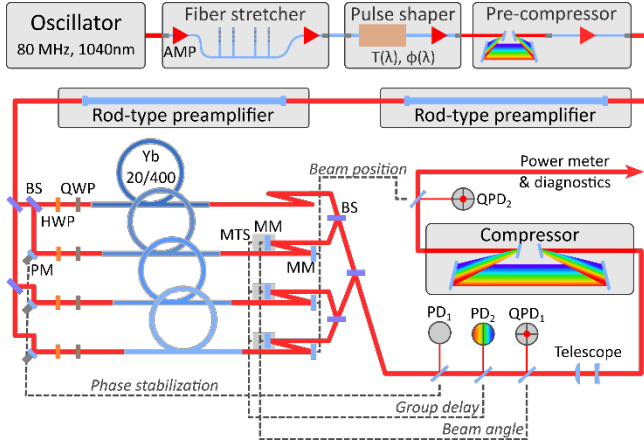 Oscillator
80 MHz, 1040nm
AMP
Fiber stretcher
Pulse shaper
T(λ), ϕ(λ)
Pre-compressor
Rod-type preamplifier
Rod-type preamplifier
BS
QWP
HWP
PM
Yb
20/400
MTS
MM
MM
BS
Beam position
Power meter
& diagnostics
QPD₂
Compressor
PD₁
PD₂
QPD₁
Telescope
Phase stabilization
Group delay
Beam angle